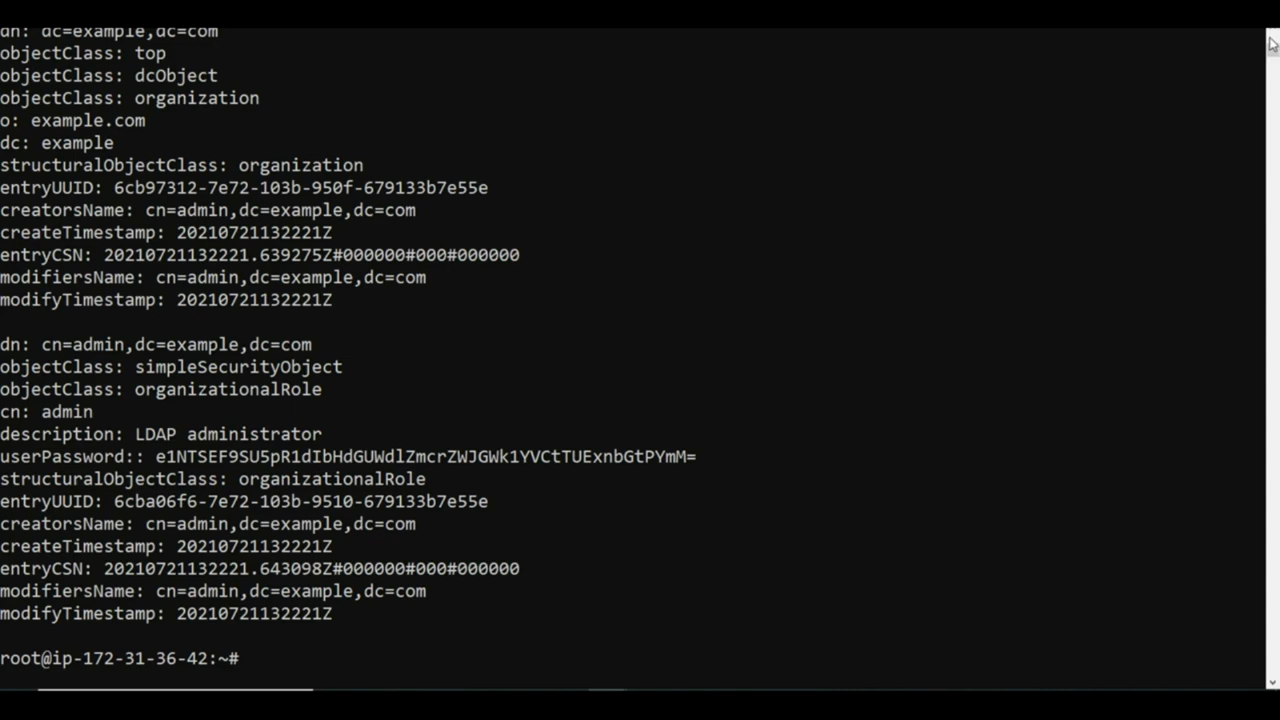 dn: dc=example,dc=com
objectClass: top
objectClass: dcObject
objectClass: organization
o: example.com
dc: example
structuralObjectClass: organization
entryUUID: 6cb97312-7e72-103b-950f-679133b7e55e
creatorsName: cn=admin,dc=example,dc=com
createTimestamp: 20210721132221Z
entryCSN: 20210721132221.639275Z#000000#000#000000
modifiersName: cn=admin,dc=example,dc=com
modifyTimestamp: 20210721132221Z
dn: cn=admin,dc=example,dc=com
objectClass: simpleSecurityObject
objectClass: organizationalRole
cn: admin
description: LDAP administrator
userPassword:: e1NTSEF9SU5pR1dIbHdGUWdlZmcrZWJGWk1YVCtTUExnbGtPYmM=
structuralObjectClass: organizationalRole
entryUUID: 6cba06f6-7e72-103b-9510-679133b7e55e
creatorsName: cn=admin,dc=example,dc=com
createTimestamp: 20210721132221Z
entryCSN: 20210721132221.643098Z#000000#000#000000
modifiersName: cn=admin,dc=example,dc=com
modifyTimestamp: 20210721132221Z
root@ip-172-31-36-42:~#